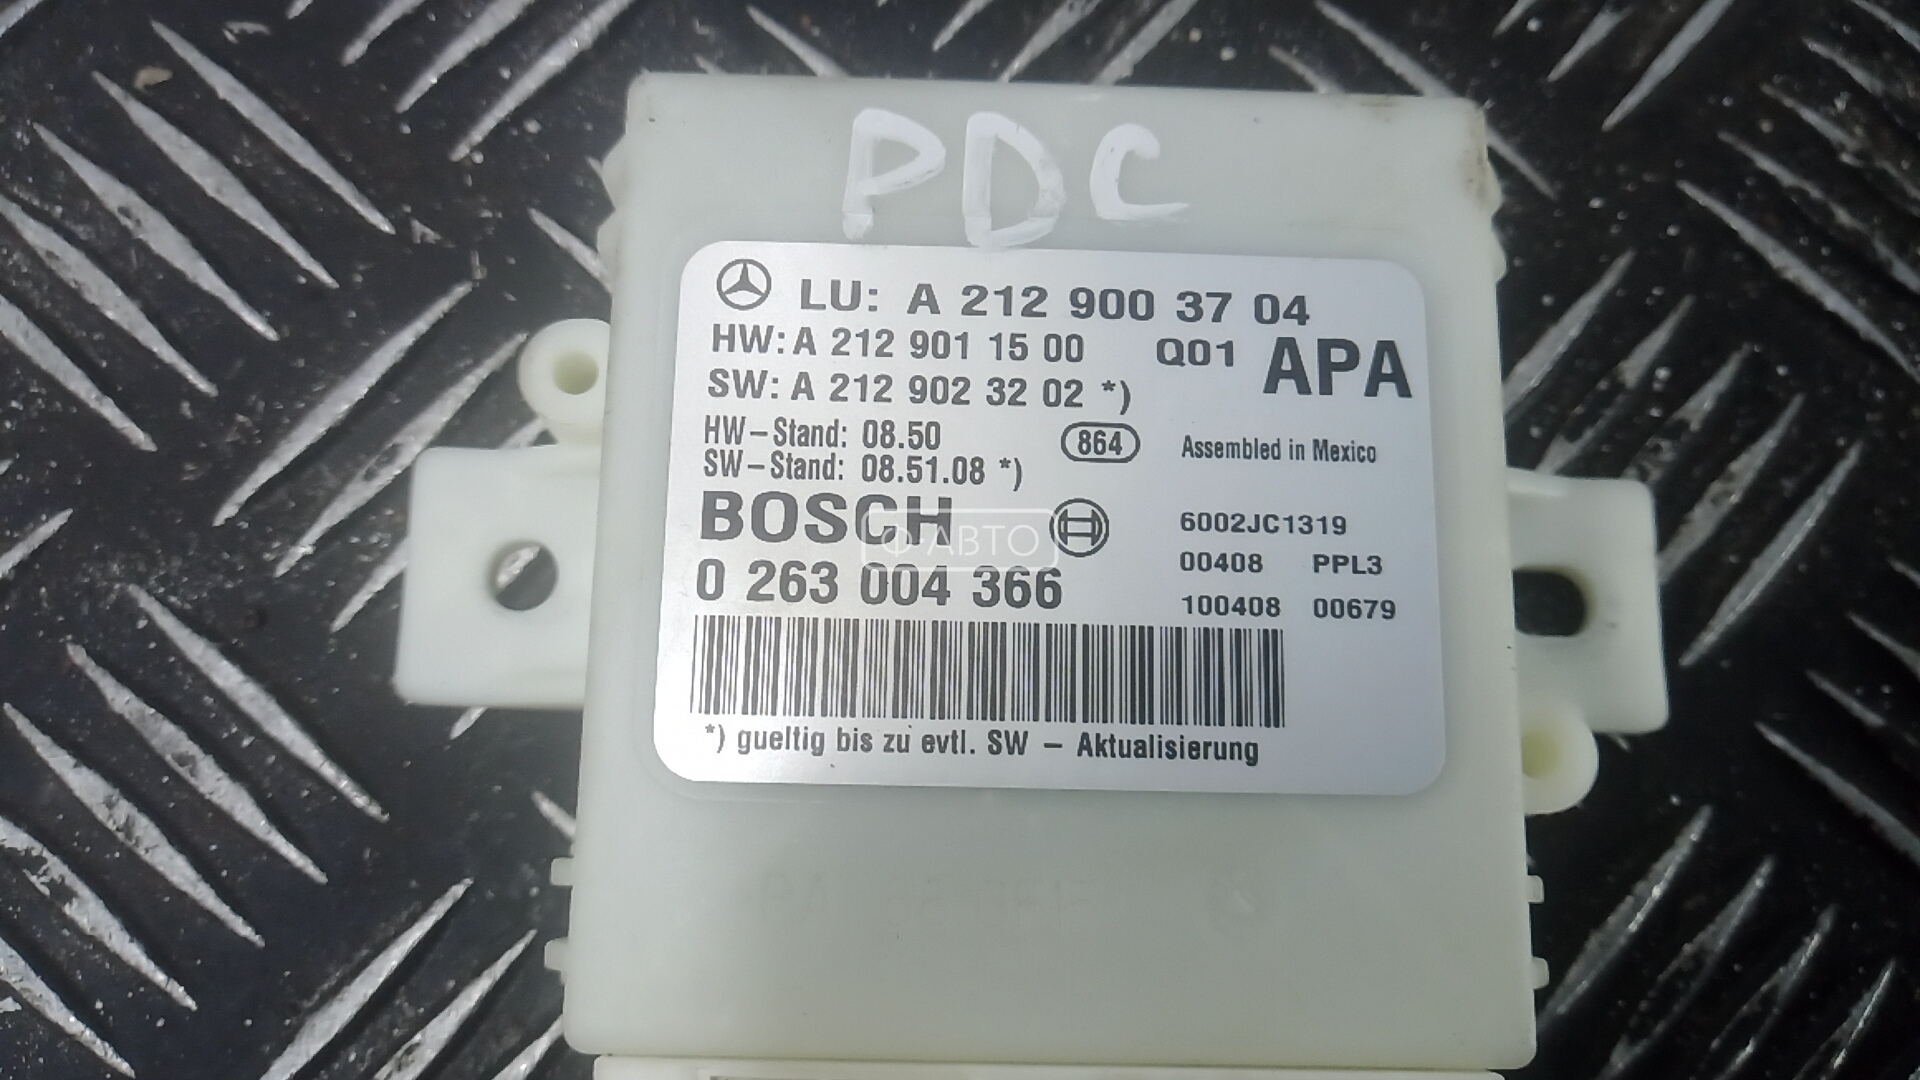 PDC
LU: A 212 900 37 04
HW: A 212 901 15 00 Q01 APA
SW: A 212 902 32 02 *)
HW-Stand: 08.50 864 Assembled in Mexico
SW-Stand: 08.51.08 *)
BOSCH 6002JC1319
Ф-АВТО
00408 PPL3
0 263 004 366
100408 00679
*) gueltig bis zu evtl. SW - Aktualisierung